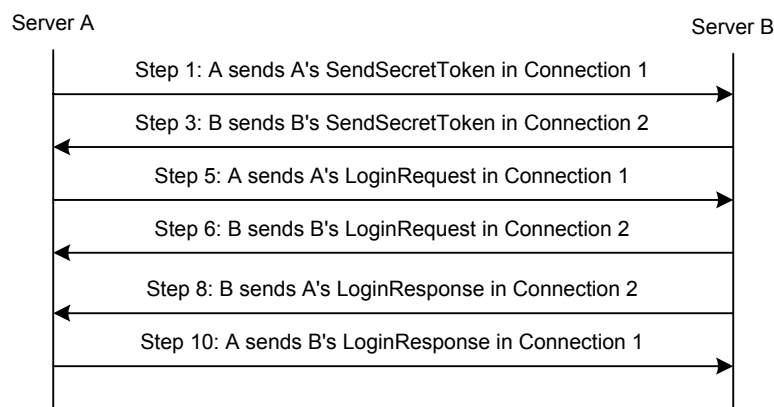 Server A
Server B
Step 1: A sends A's SendSecretToken in Connection 1
Step 3: B sends B's SendSecretToken in Connection 2
Step 5: A sends A's LoginRequest in Connection 1
Step 6: B sends B's LoginRequest in Connection 2
Step 8: B sends A's LoginResponse in Connection 2
Step 10: A sends B's LoginResponse in Connection 1